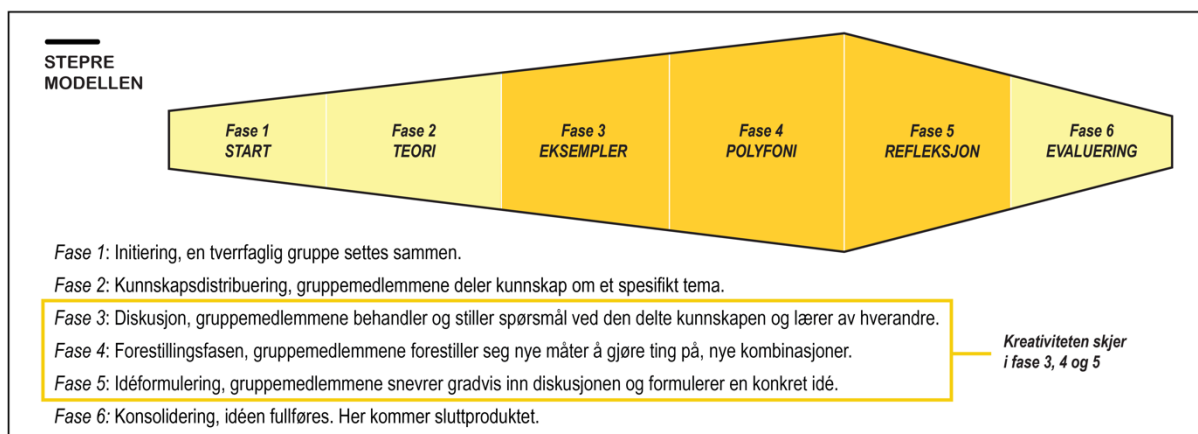 STEPRE
MODELLEN
Fase 1
START
Fase 2
TEORI
Fase 3
EKSEMPLER
Fase 4
POLYFONI
Fase 5
REFLEKSJON
Fase 6
EVALUERING
Fase 1: Initiering, en tverrfaglig gruppe settes sammen.
Fase 2: Kunnskapsdistribuering, gruppemedlemmene deler kunnskap om et spesifikt tema.
Fase 3: Diskusjon, gruppemedlemmene behandler og stiller spørsmål ved den delte kunnskapen og lærer av hverandre.
Fase 4: Forestillingsfasen, gruppemedlemmene forestiller seg nye måter å gjøre ting på, nye kombinasjoner.
Fase 5: Idéformulering, gruppemedlemmene snevrer gradvis inn diskusjonen og formulerer en konkret idé.
Fase 6: Konsolidering, idéen fullføres. Her kommer sluttproduktet.
Kreativiteten skjer
i fase 3, 4 og 5